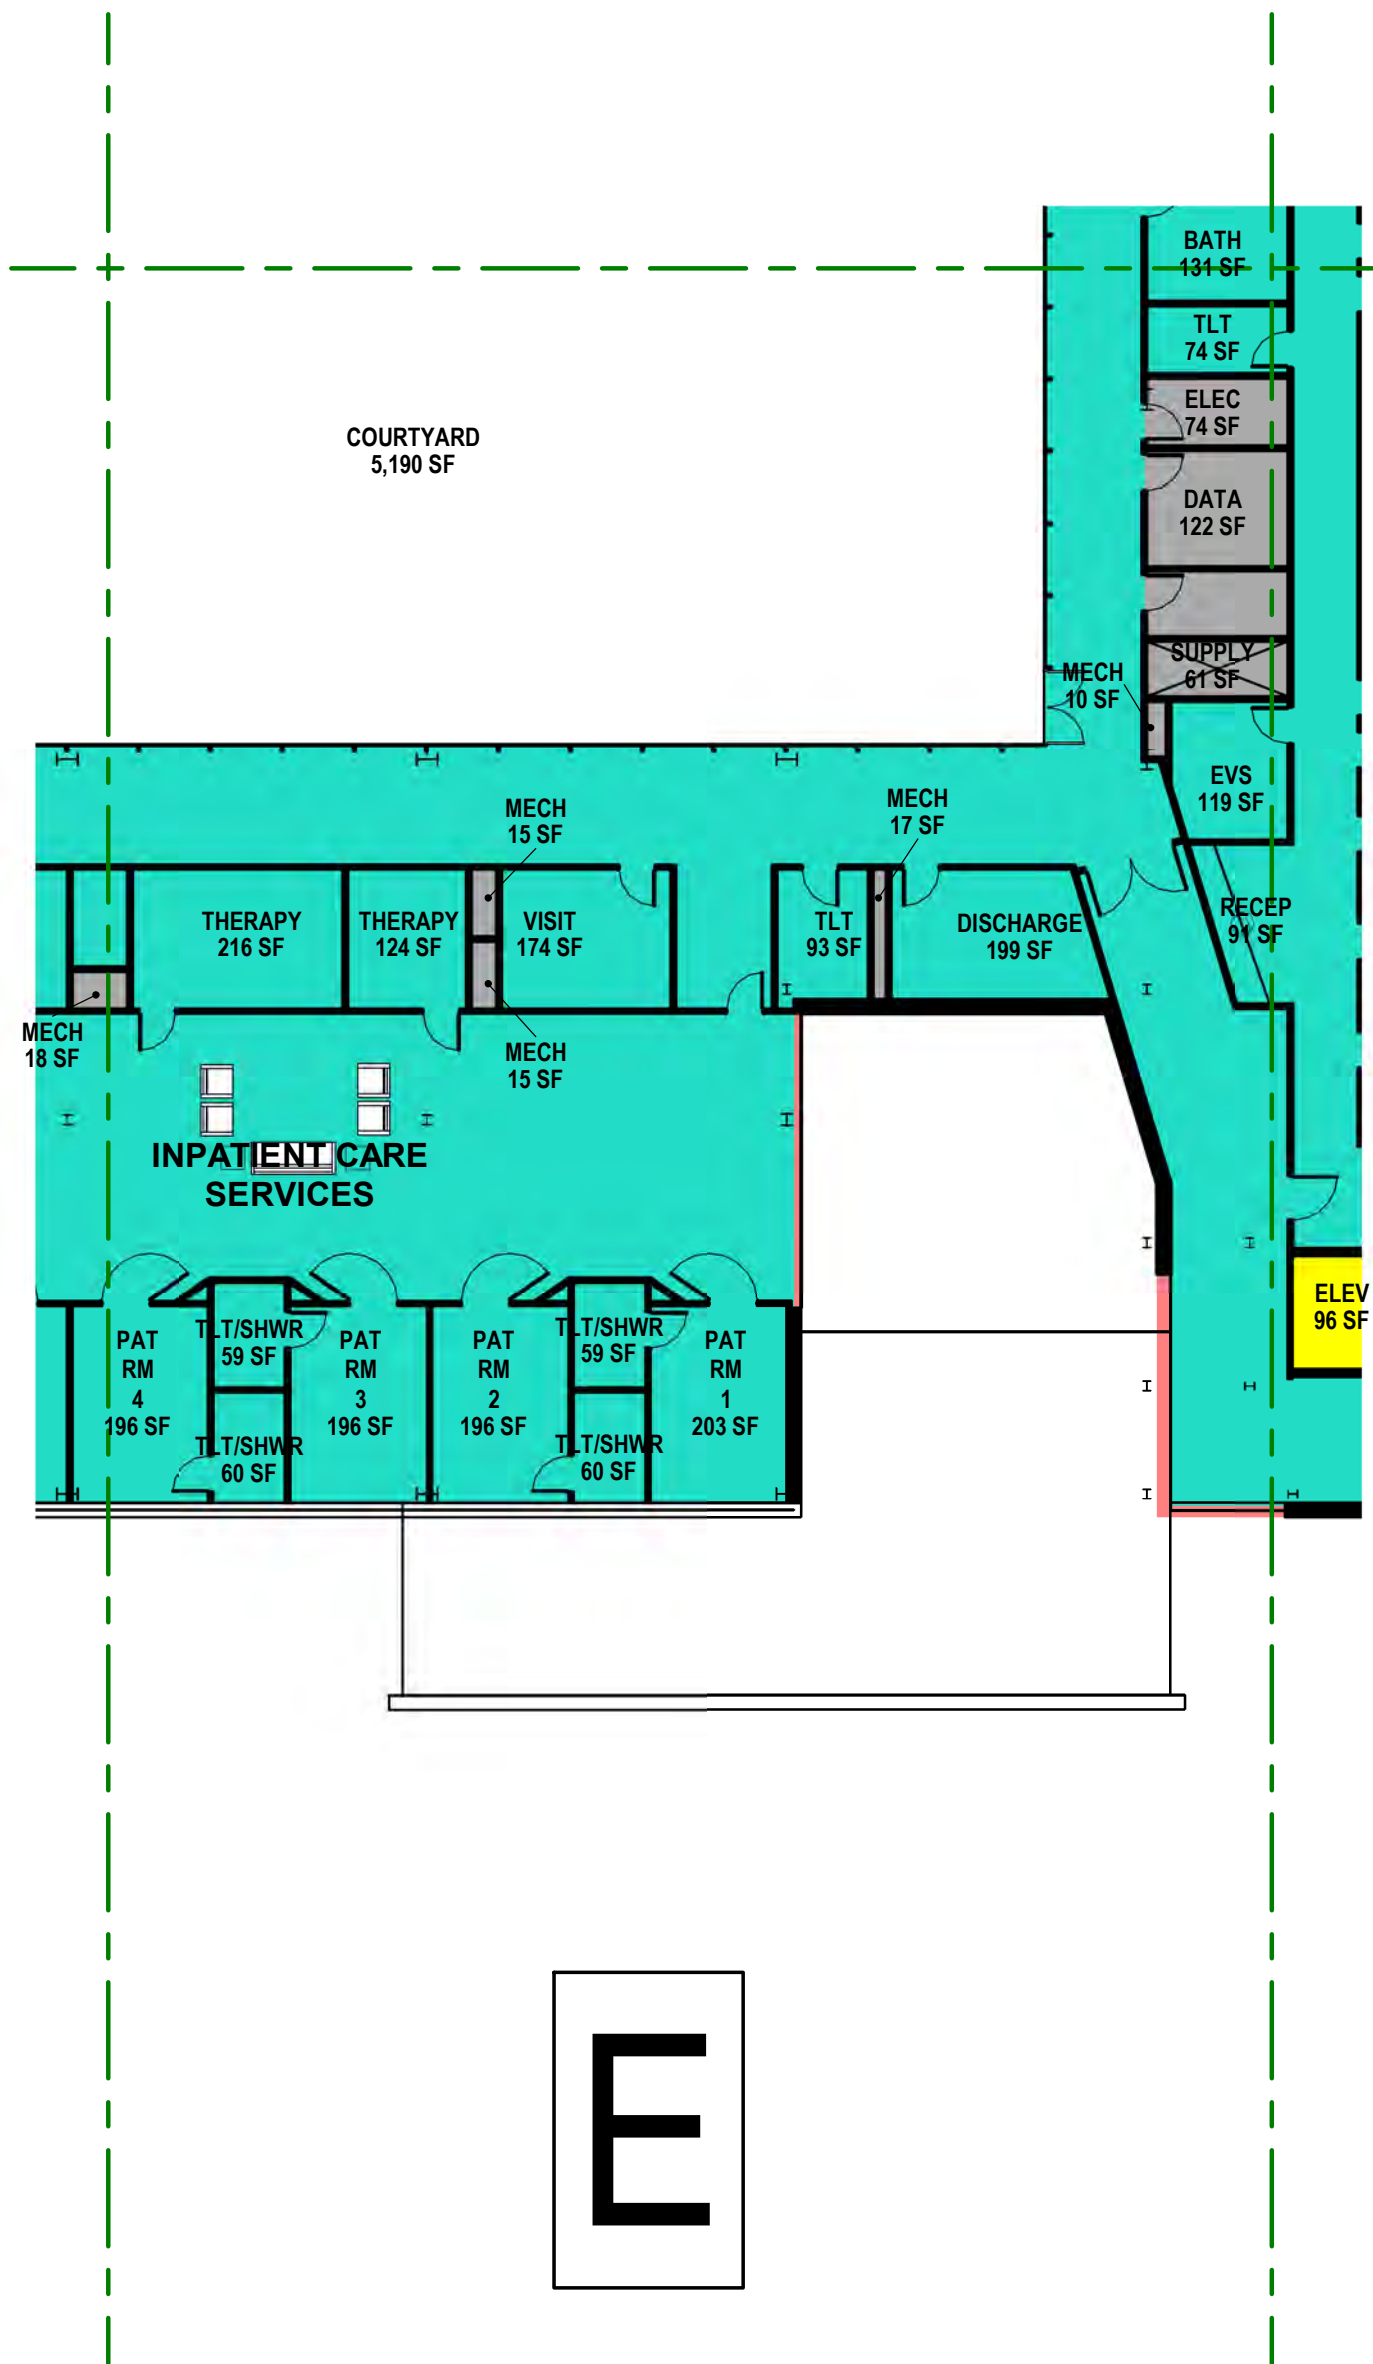 BATH
131 SF
TLT
74 SF
ELEC
74 SF
COURTYARD
5,190 SF
DATA
122 SF
SUPPLY
61 SF
MECH
10 SF
EVS
119 SF
MECH
15 SF
MECH
17 SF
THERAPY
216 SF
THERAPY
124 SF
VISIT
174 SF
TLT
93 SF
DISCHARGE
199 SF
RECEP
91 SF
MECH
18 SF
MECH
15 SF
INPATIENT CARE
SERVICES
ELEV
96 SF
PAT
RM
4
196 SF
TLT/SHWR
59 SF
PAT
RM
3
196 SF
PAT
RM
2
196 SF
TLT/SHWR
59 SF
PAT
RM
1
203 SF
TLT/SHWR
60 SF
TLT/SHWR
60 SF
E